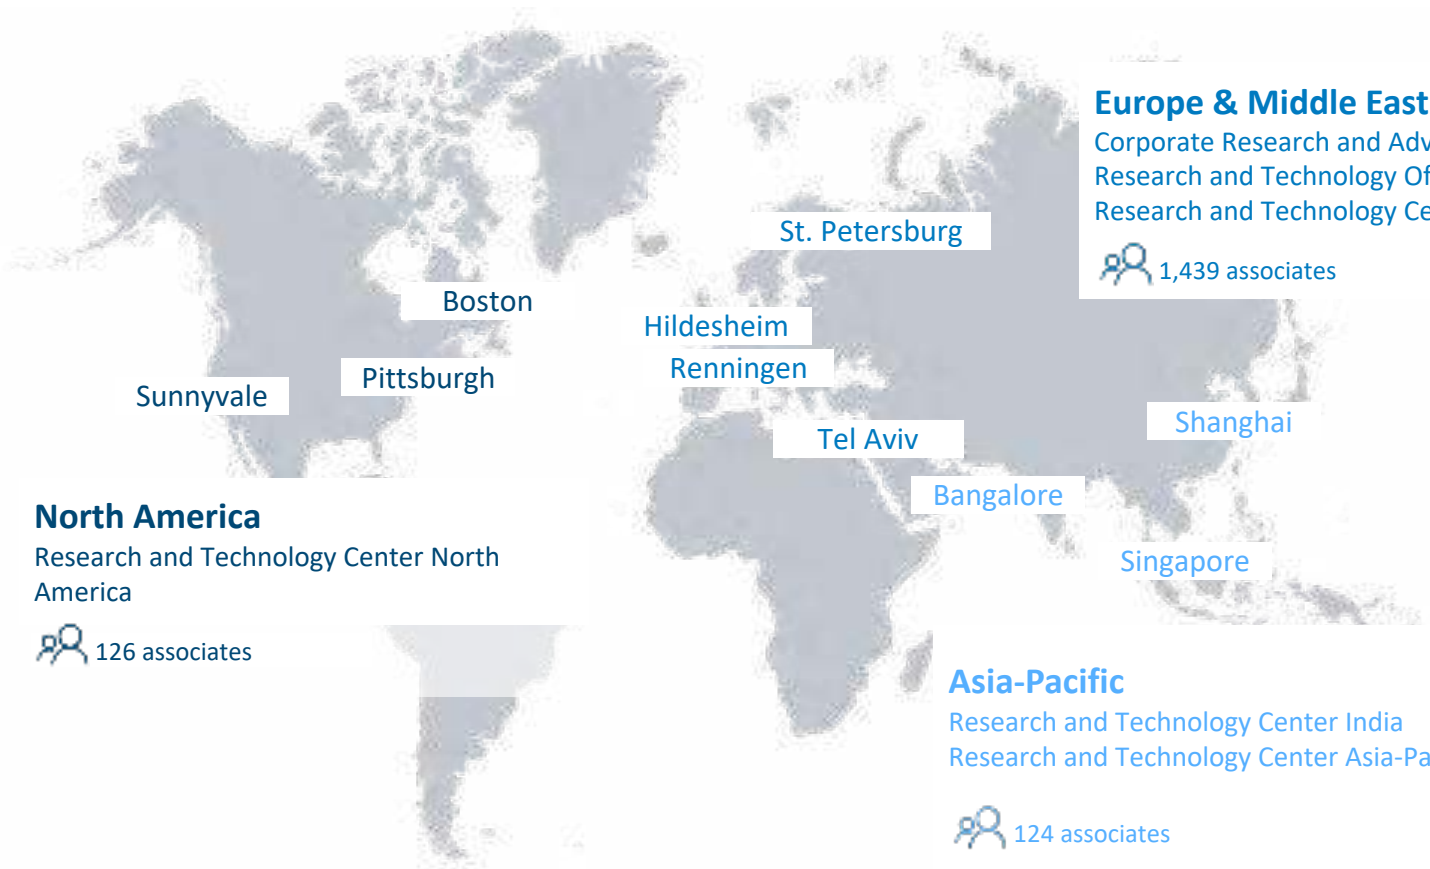 Europe & Middle East
Corporate Research and Adv
Research and Technology Of
Research and Technology Ce
1,439 associates
St. Petersburg
Boston
Hildesheim
Renningen
Pittsburgh
Sunnyvale
Shanghai
Tel Aviv
Bangalore
Singapore
North America
Research and Technology Center North
America
126 associates
Asia-Pacific
Research and Technology Center India
Research and Technology Center Asia-Pa
124 associates